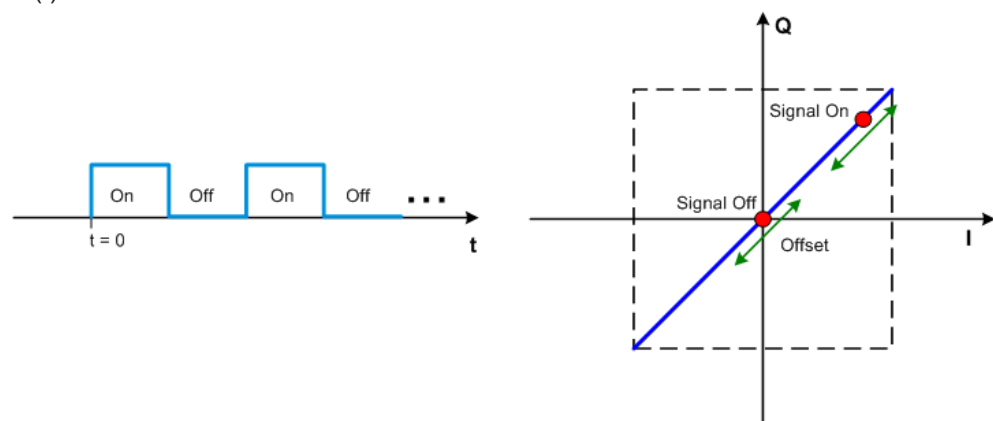 On
Off
On
Off
...
t = 0
t
Q
Signal On
Signal Off
Offset
I